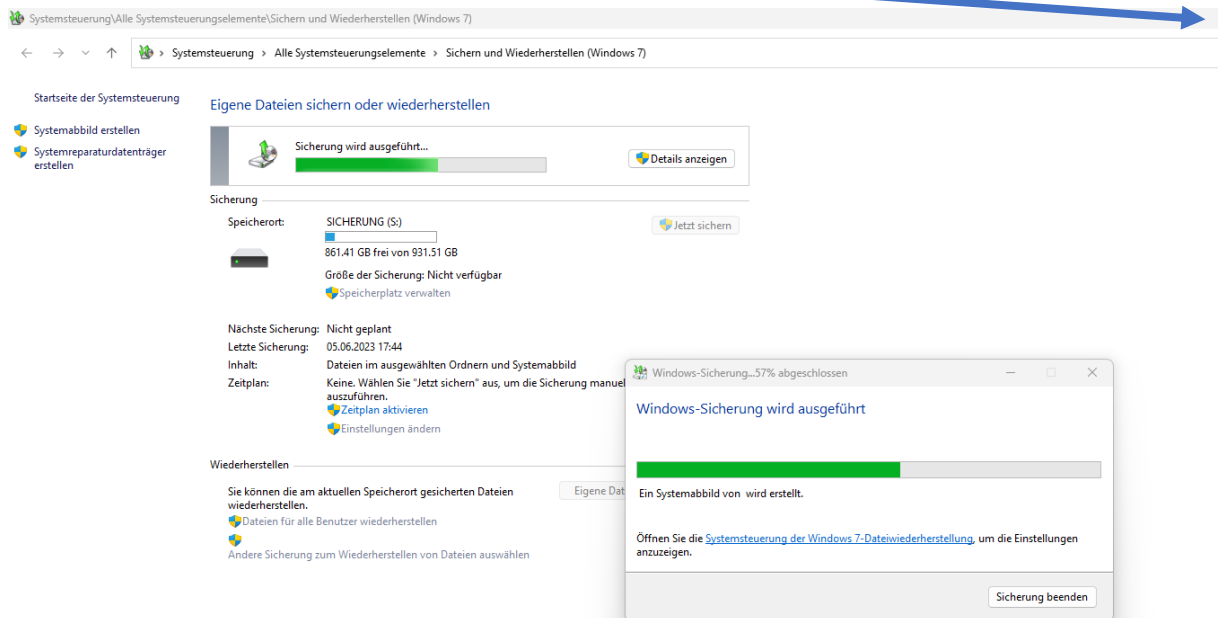 Systemsteuerung\Alle Systemsteuerungselemente\Sichern und Wiederherstellen (Windows 7)
Systemsteuerung > Alle Systemsteuerungselemente > Sichern und Wiederherstellen (Windows 7)
Startseite der Systemsteuerung
Systemabbild erstellen
Systemreparaturdatenträger
erstellen
Eigene Dateien sichern oder wiederherstellen
Sicherung wird ausgeführt...
Details anzeigen
Sicherung
Speicherort:
SICHERUNG (S:)
Jetzt sichern
861.41 GB frei von 931.51 GB
Größe der Sicherung: Nicht verfügbar
Speicherplatz verwalten
Nächste Sicherung: Nicht geplant
Letzte Sicherung: 05.06.2023 17:44
Inhalt: Dateien im ausgewählten Ordnern und Systemabbild
Zeitplan: Keine. Wählen Sie "Jetzt sichern" aus, um die Sicherung manuel
auszuführen.
Zeitplan aktivieren
Einstellungen ändern
Wiederherstellen
Sie können die am aktuellen Speicherort gesicherten Dateien
wiederherstellen.
Eigene Dat
Dateien für alle Benutzer wiederherstellen
Andere Sicherung zum Wiederherstellen von Dateien auswählen
Windows-Sicherung...57% abgeschlossen
Windows-Sicherung wird ausgeführt
Ein Systemabbild von wird erstellt.
Öffnen Sie die Systemsteuerung der Windows 7-Dateiwiederherstellung, um die Einstellungen
anzuzeigen.
Sicherung beenden